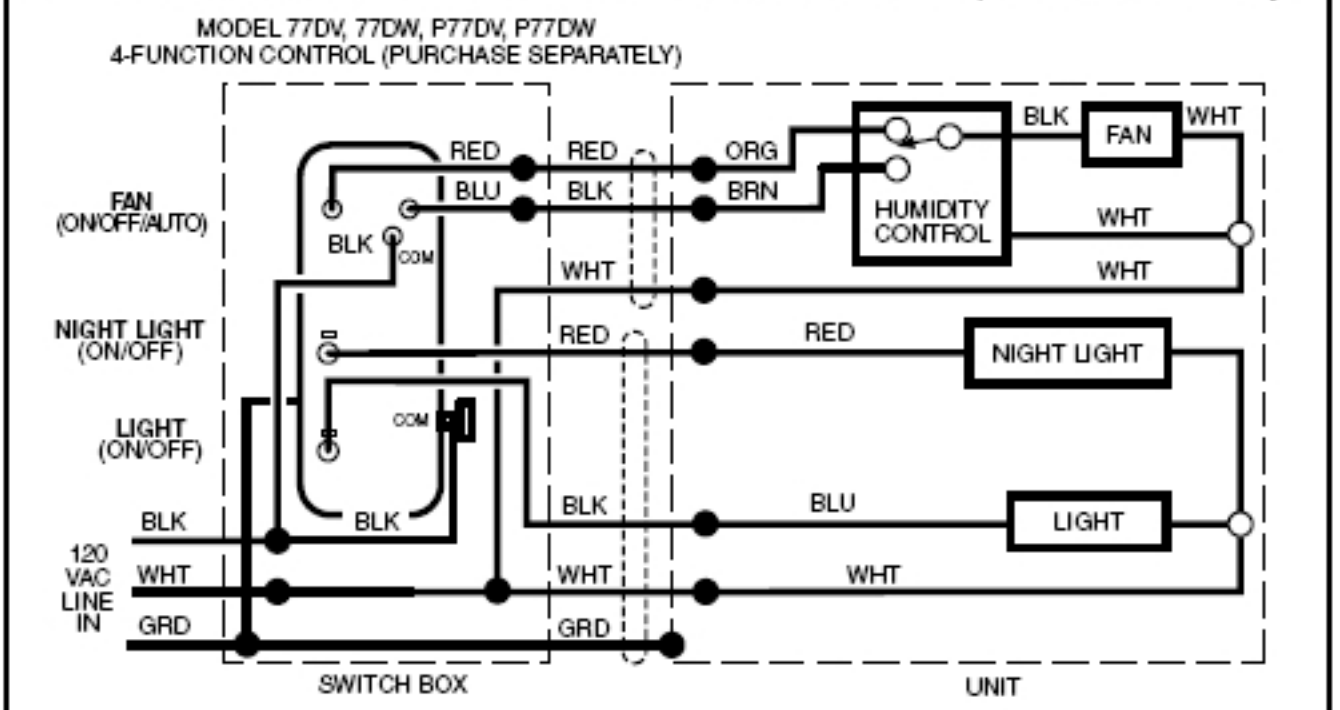 MODEL 77DV, 77DW, P77DV, P77DW
4-FUNCTION CONTROL (PURCHASE SEPARATELY)
RED
RED
ORG
BLK
FAN
WHT
FAN
(ON/OFF/AUTO)
BLU
BLK
BRN
HUMIDITY
CONTROL
WHT
BLK
COM
WHT
WHT
NIGHT LIGHT
(ON/OFF)
RED
RED
NIGHT LIGHT
LIGHT
(ON/OFF)
COM
BLK
BLU
LIGHT
BLK
BLK
120
VAC
LINE
IN
WHT
WHT
WHT
GRD
GRD
SWITCH BOX
UNIT